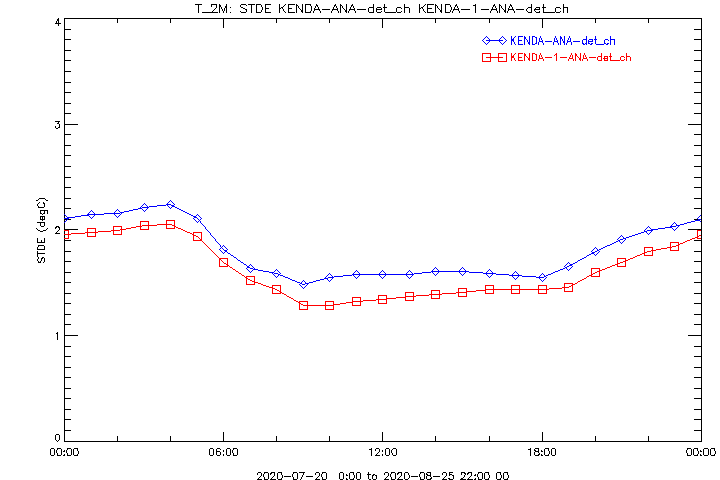 T_2M: STDE KENDA-ANA-det_ch KENDA-1-ANA-det_ch
KENDA-ANA-det_ch
KENDA-1-ANA-det_ch
4
3
2
1
0
STDE (degC)
00:00 06:00 12:00 18:00 00:00
2020-07-20 0:00 to 2020-08-25 22:00 00